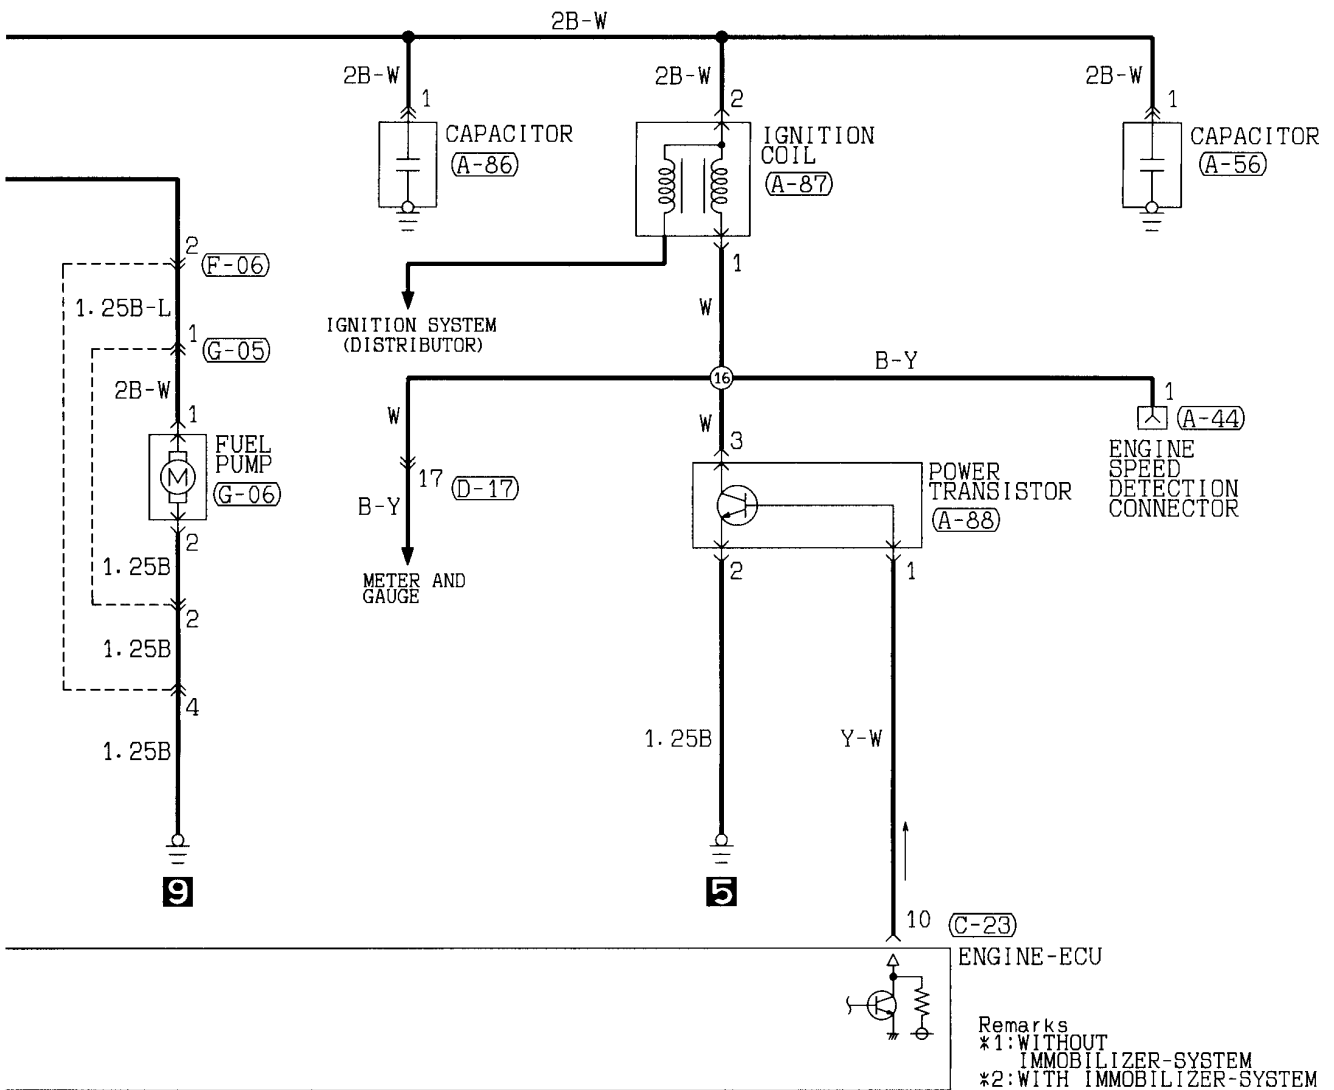 2B-W
2B-W
2B-W
2B-W
1
2
1
CAPACITOR
(A-86)
IGNITION
COIL
(A-87)
CAPACITOR
(A-56)
2
(F-06)
1.25B-L
1
(G-05)
2B-W
1
FUEL
PUMP
(G-06)
M
2
1.25B
2
1.25B
4
1.25B
9
IGNITION SYSTEM
(DISTRIBUTOR)
1
W
16
B-Y
1
(A-44)
ENGINE
SPEED
DETECTION
CONNECTOR
W
17
(D-17)
B-Y
METER AND
GAUGE
W
3
POWER
TRANSISTOR
(A-88)
2
1
1.25B
Y-W
5
10
(C-23)
ENGINE-ECU
Remarks
*1:WITHOUT
IMMOBILIZER-SYSTEM
*2:WITH IMMOBILIZER-SYSTEM